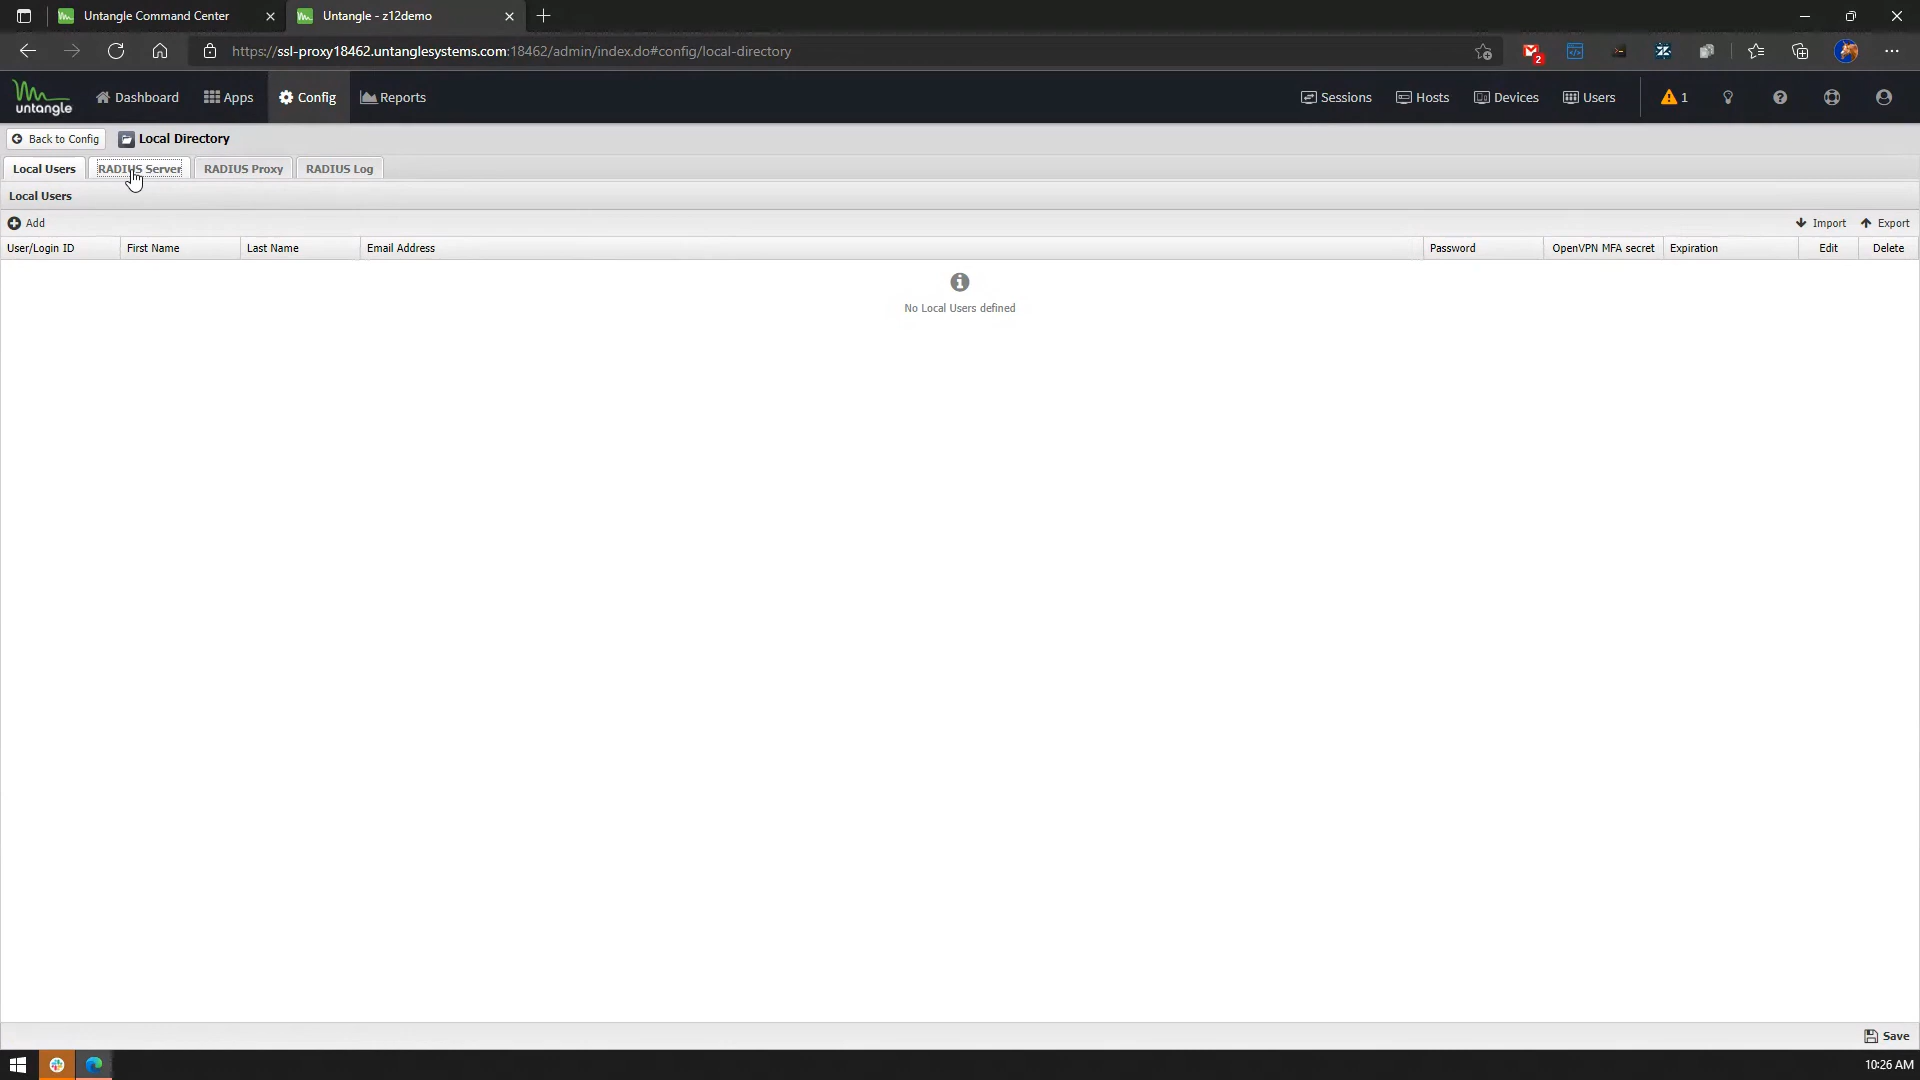 Untangle Command Center
Untangle - z12demo
https://ssl-proxy18462.untanglesystems.com:18462/admin/index.do#config/local-directory
2
untangle
Dashboard
Apps
Config
Reports
Sessions
Hosts
Devices
Users
1
Back to Config
Local Directory
Local Users
RADIUS Server
RADIUS Proxy
RADIUS Log
Local Users
Add
Import
Export
User/Login ID
First Name
Last Name
Email Address
Password
OpenVPN MFA secret
Expiration
Edit
Delete
No Local Users defined
Save
10:26 AM